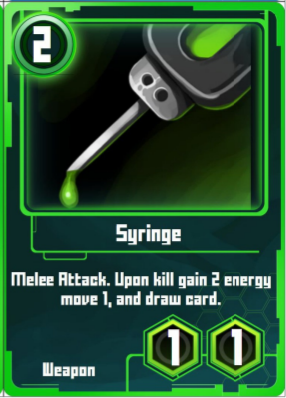 2
Syringe
Melee Attack. Upon kill gain 2 energy
move 1, and draw card.
1 1
Weapon